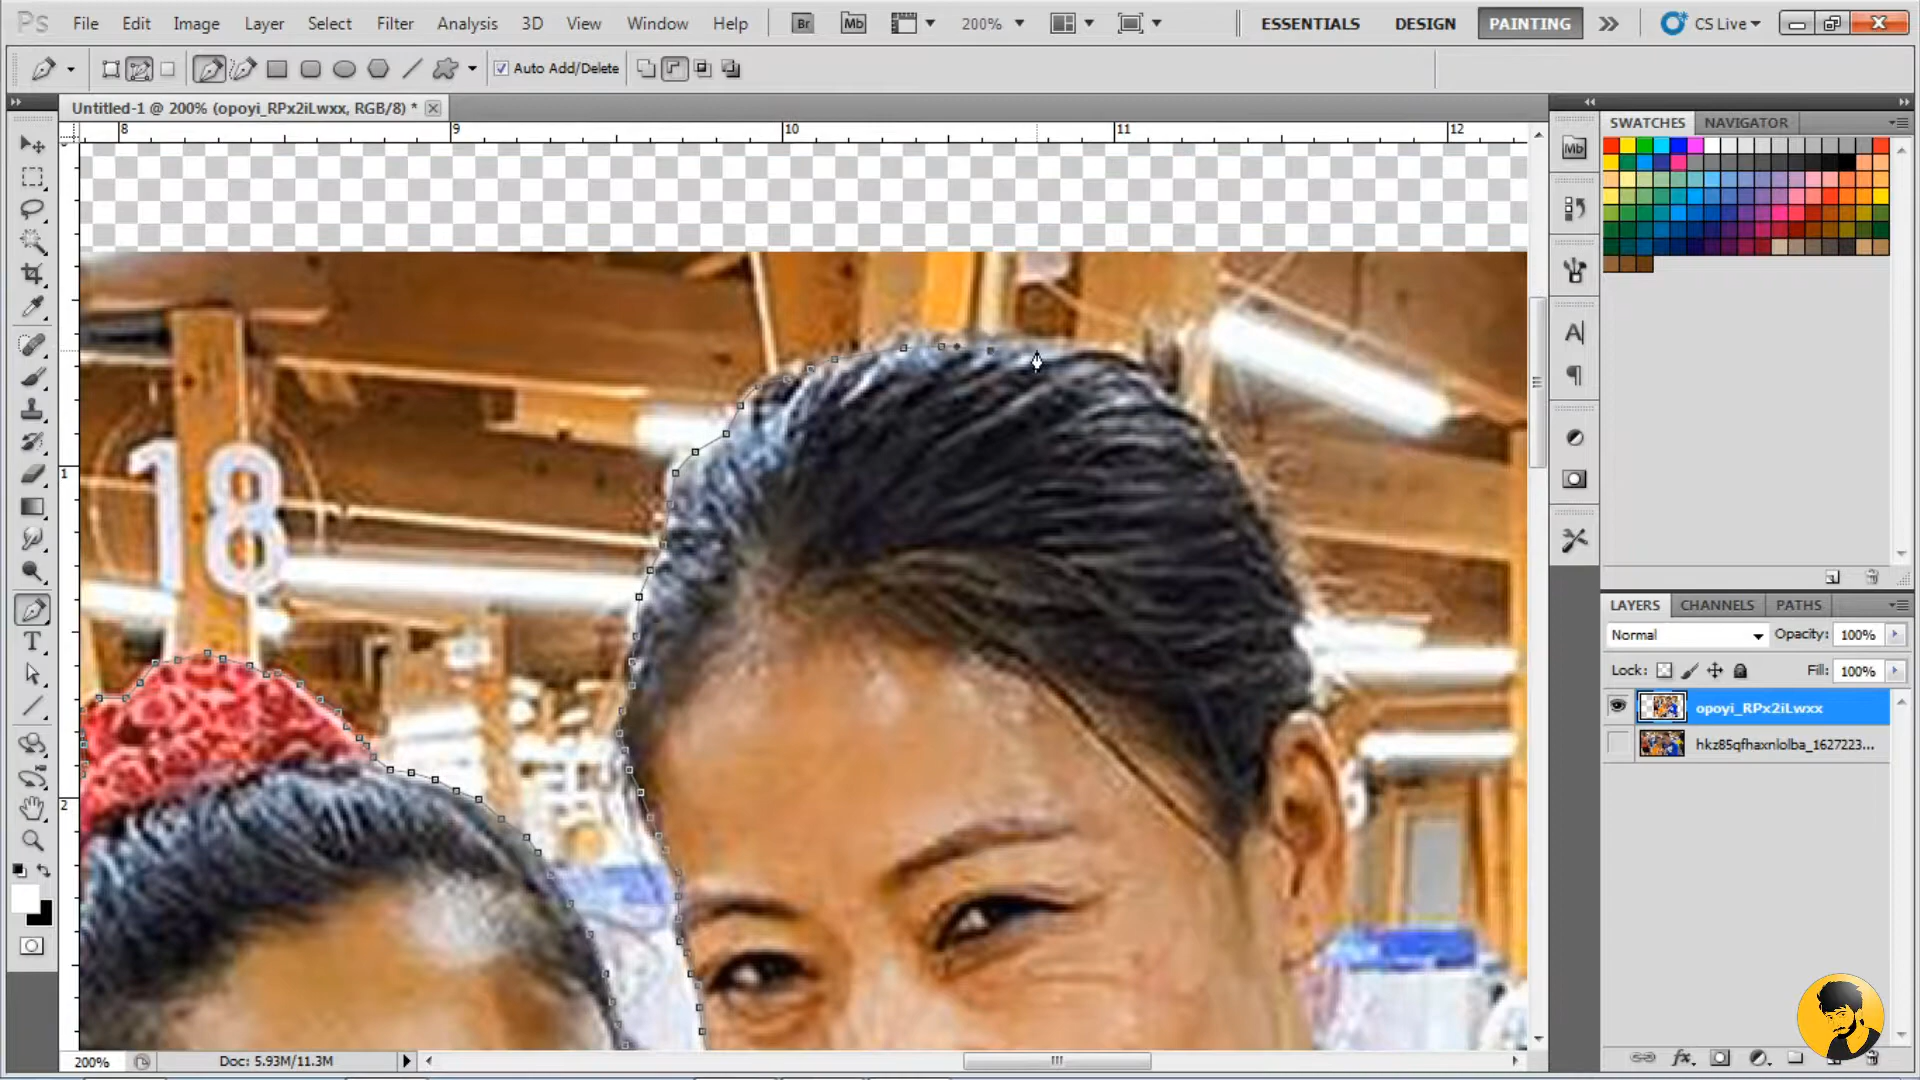 Ps File Edit Image Layer Select Filter Analysis 3D View Window Help Br Mb 200% ESSENTIALS DESIGN PAINTING CS Live
Auto Add/Delete
Untitled-1 @ 200% (opoyi_RPx2iLwxx, RGB/8) *
8 9 10 11 12
SWATCHES NAVIGATOR
Mb
A
18
1
T
2
LAYERS CHANNELS PATHS
Normal Opacity: 100%
Lock: Fill: 100%
opoyi_RPx2iLwxx
hkz85qfhaxnlolba_1627223...
200% Doc: 5.93M/11.3M
fx